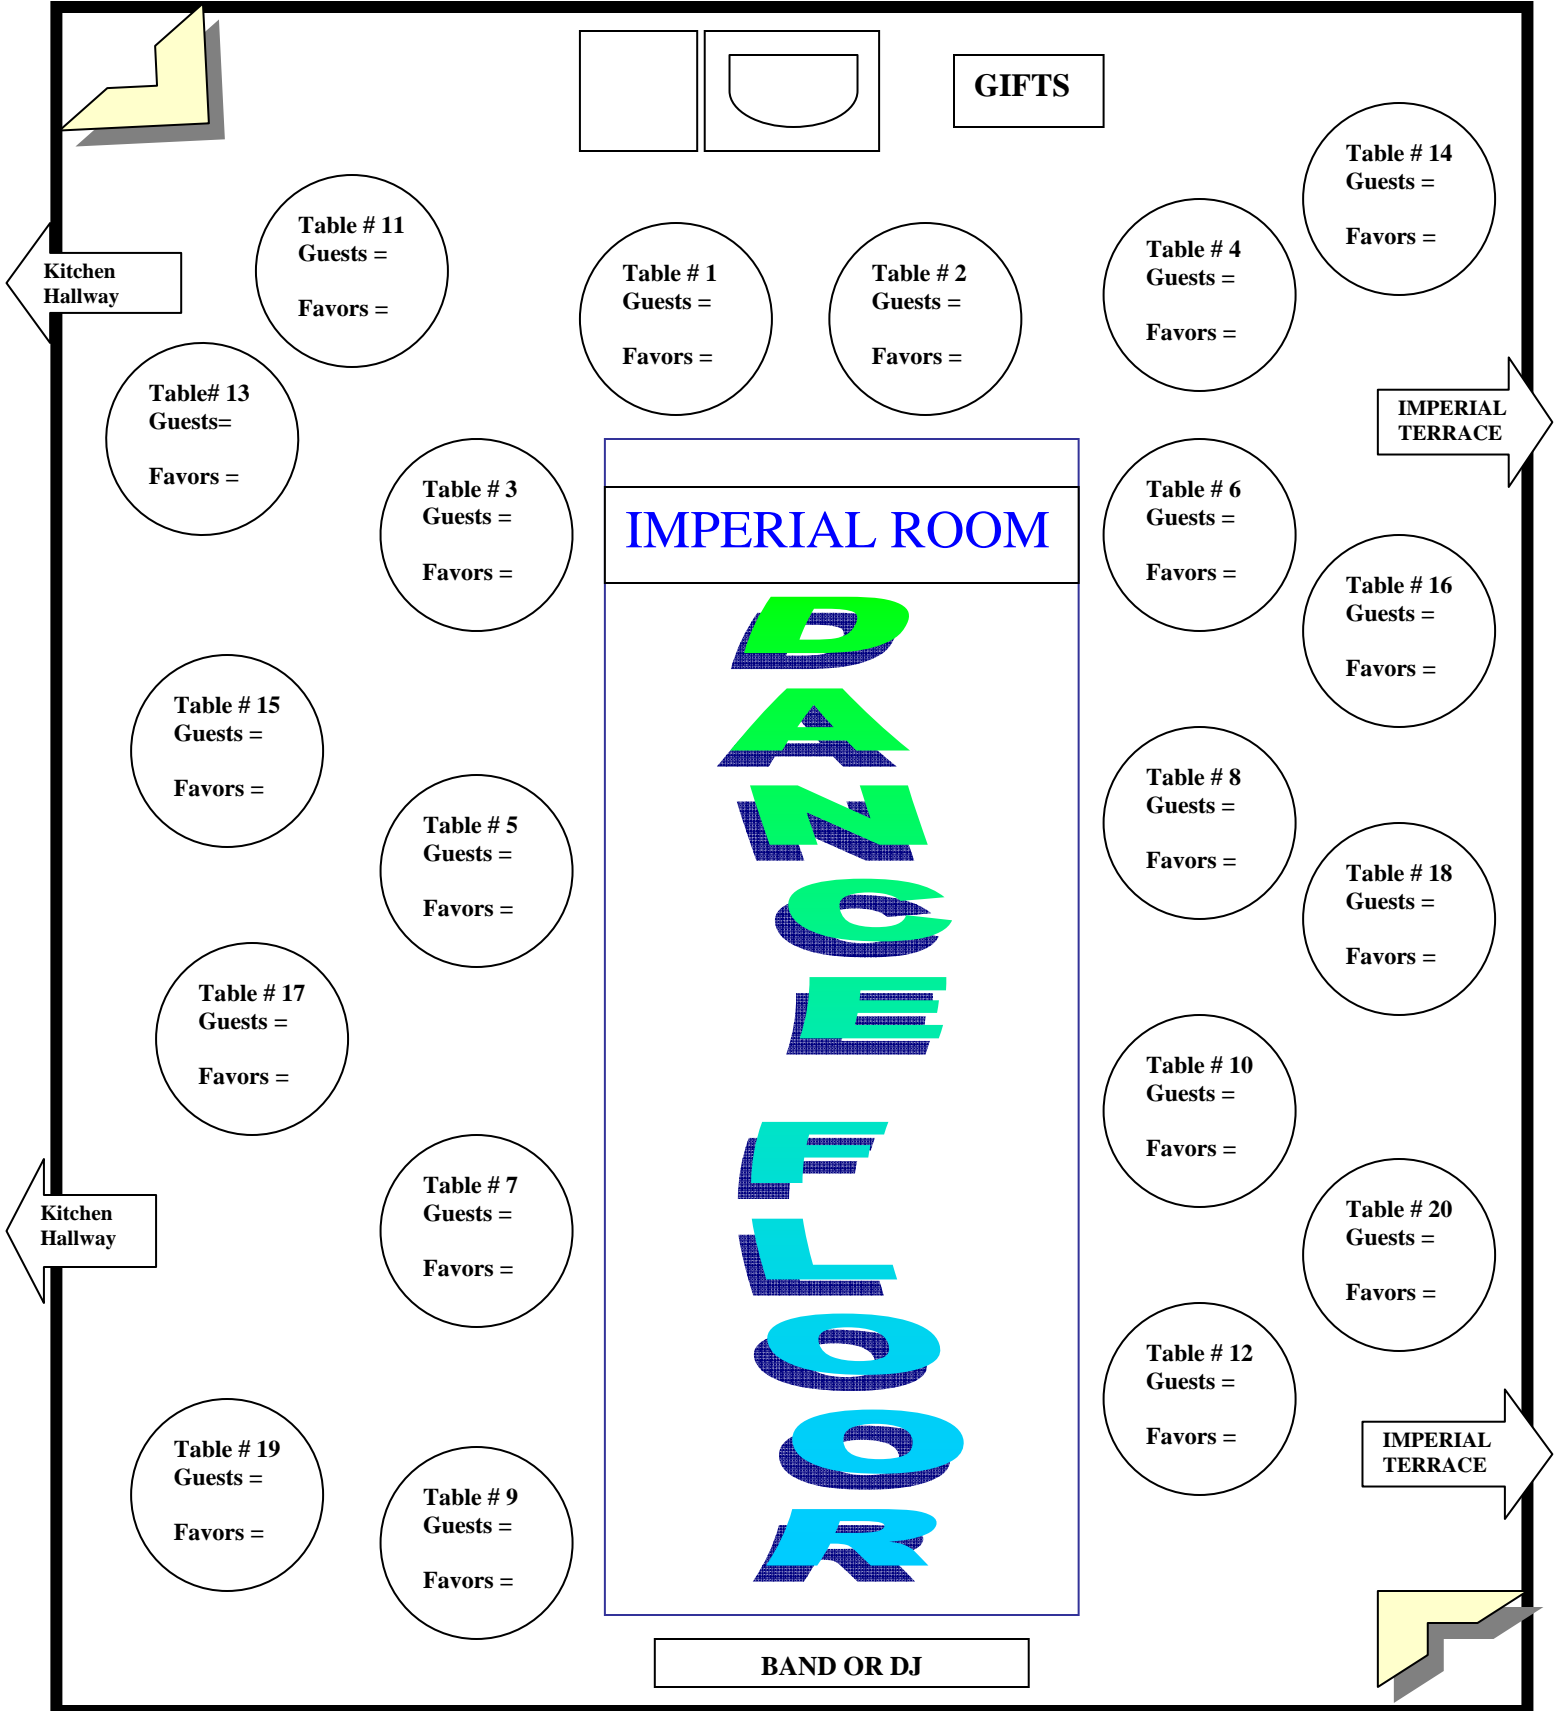 GIFTS
Table # 14
Guests =
Favors =
Table # 11
Guests =
Favors =
Table # 4
Guests =
Favors =
Kitchen
Hallway
Table # 1
Guests =
Favors =
Table # 2
Guests =
Favors =
Table# 13
Guests=
Favors =
IMPERIAL
TERRACE
Table # 3
Guests =
Favors =
IMPERIAL ROOM
Table # 6
Guests =
Favors =
Table # 16
Guests =
Favors =
DANCE FLOOR
Table # 15
Guests =
Favors =
Table # 8
Guests =
Favors =
Table # 5
Guests =
Favors =
Table # 18
Guests =
Favors =
Table # 17
Guests =
Favors =
Table # 10
Guests =
Favors =
Kitchen
Hallway
Table # 7
Guests =
Favors =
Table # 20
Guests =
Favors =
Table # 12
Guests =
Favors =
Table # 19
Guests =
Favors =
IMPERIAL
TERRACE
Table # 9
Guests =
Favors =
BAND OR DJ